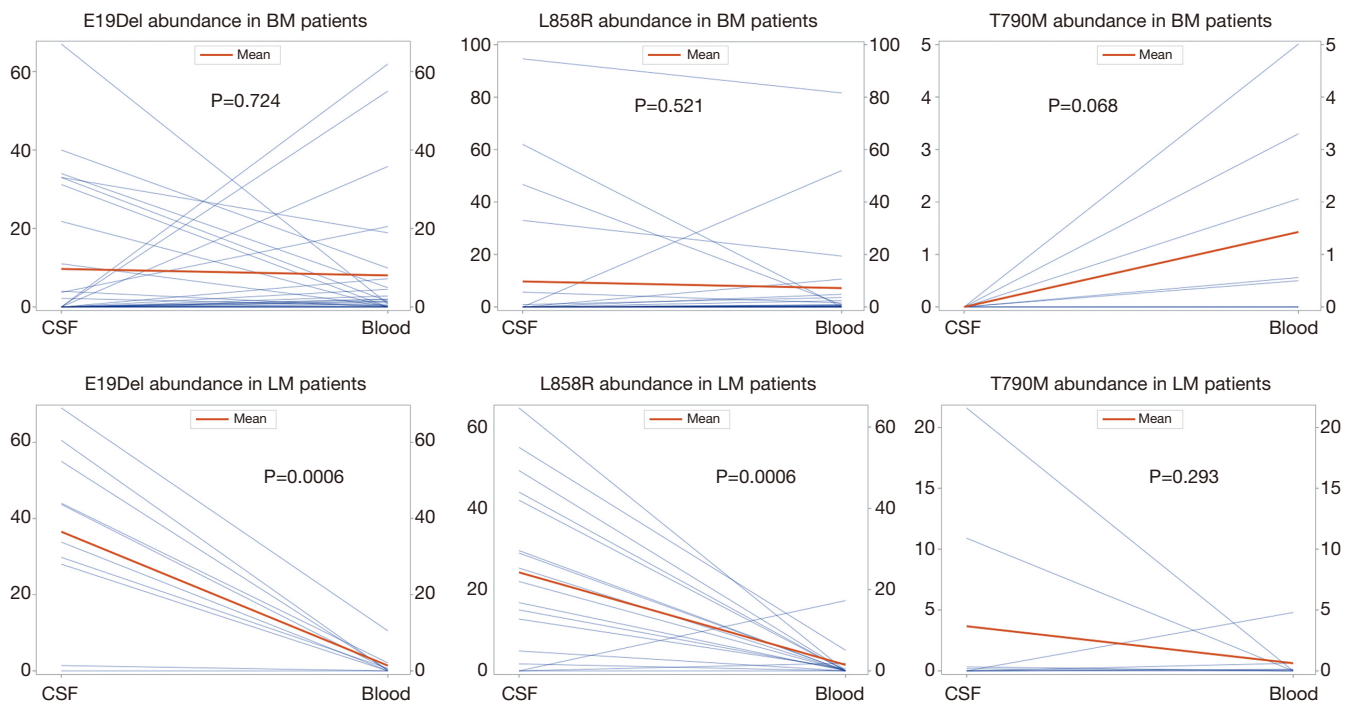 E19Del abundance in BM patients
Mean
P=0.724
60
40
20
0
60
40
20
0
CSF
Blood
L858R abundance in BM patients
Mean
P=0.521
100
80
60
40
20
0
100
80
60
40
20
0
CSF
Blood
T790M abundance in BM patients
Mean
P=0.068
5
4
3
2
1
0
5
4
3
2
1
0
CSF
Blood
E19Del abundance in LM patients
Mean
P=0.0006
60
40
20
0
60
40
20
0
CSF
Blood
L858R abundance in LM patients
Mean
P=0.0006
60
40
20
0
60
40
20
0
CSF
Blood
T790M abundance in LM patients
Mean
P=0.293
20
15
10
5
0
20
15
10
5
0
CSF
Blood